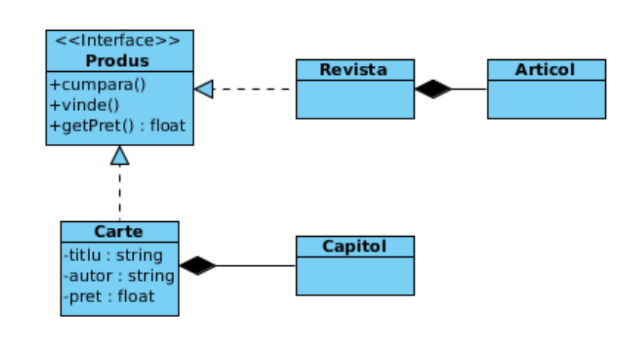 <<Interface>>
Produs
+cumpara()
+vinde()
+getPret() : float
Revista
Articol
Carte
-titlu : string
-autor : string
-pret : float
Capitol